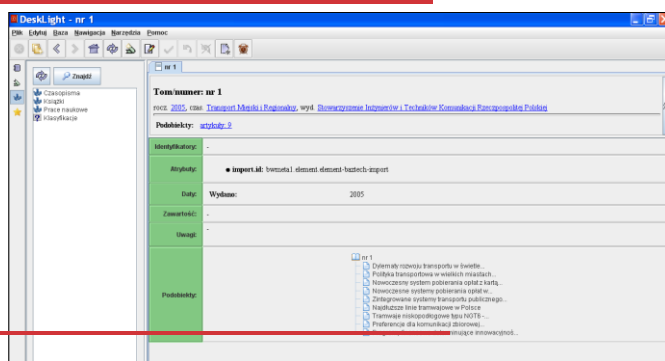 DeskLight - nr 1
Plik Edytuj Baza Nawigacja Narzędzia Pomoc
Znajdź
Czasopisma
Książki
Prace naukowe
Klasyfikacje
nr 1
Tom/numer: nr 1
rocz. 2005, czas. Transport Miejski i Regionalny, wyd. Stowarzyszenie Inżynierów i Techników Komunikacji Rzeczpospolitej Polskiej
Podobiekty: artykuły: 9
Identyfikatory: -
Atrybuty: ● import.id: bwmeta1.element.element-baztech-import
Daty: Wydano: 2005
Zawartość: -
Uwagi: -
Podobiekty:
nr 1
Dylematy rozwoju transportu w świetle...
Polityka transportowa w wielkich miastach...
Nowoczesny system pobierania opłat z kartą...
Nowoczesne systemy pobierania opłat w...
Zintegrowane systemy transportu publicznego...
Najdłuższe linie tramwajowe w Polsce
Tramwaje niskopodłogowe typu NGT6 -...
Preferencje dla komunikacji zbiorowej...
innowacyjnoś...